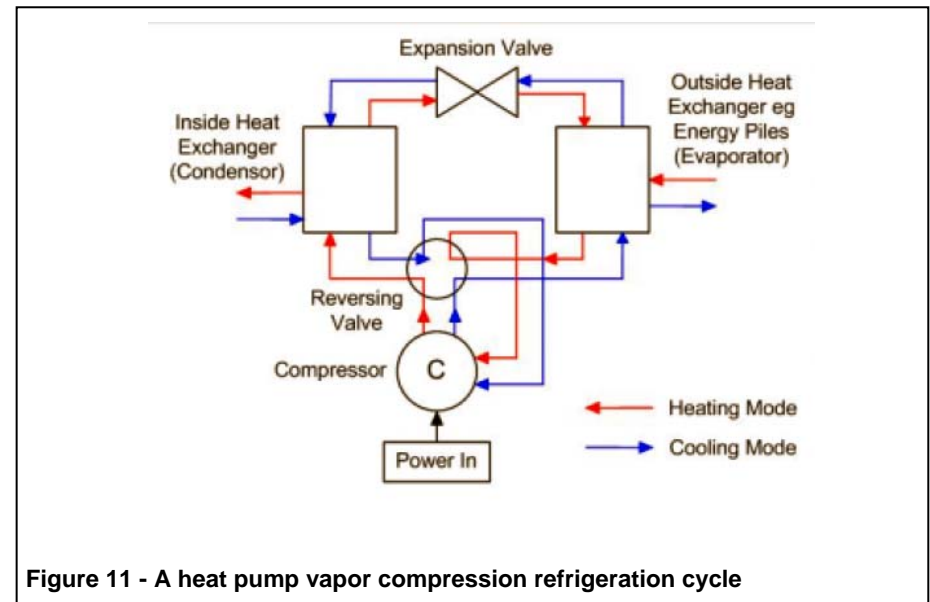 Expansion Valve
Outside Heat
Exchanger eg
Energy Piles
(Evaporator)
Inside Heat
Exchanger
(Condensor)
Reversing
Valve
Compressor
C
Power In
Heating Mode
Cooling Mode
Figure 11 - A heat pump vapor compression refrigeration cycle